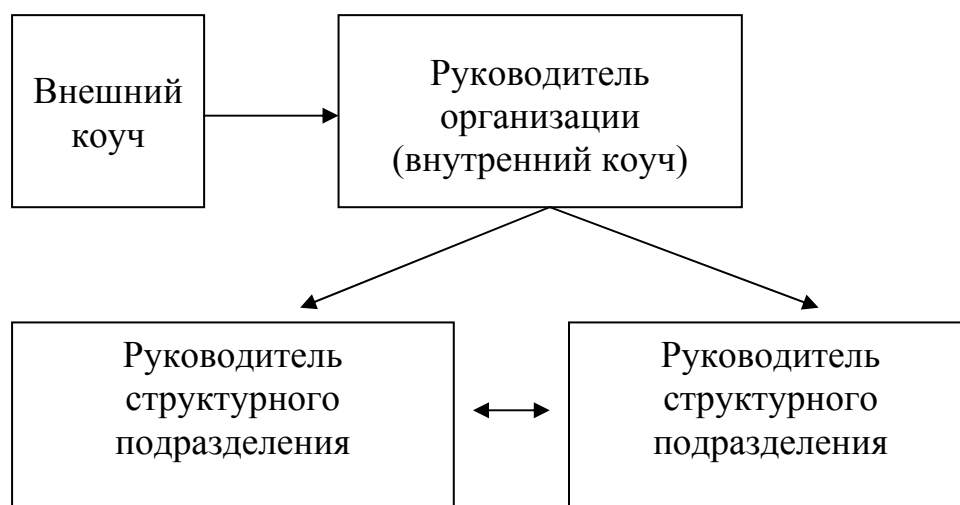 Внешний
коуч
Руководитель
организации
(внутренний коуч)
Руководитель
структурного
подразделения
Руководитель
структурного
подразделения